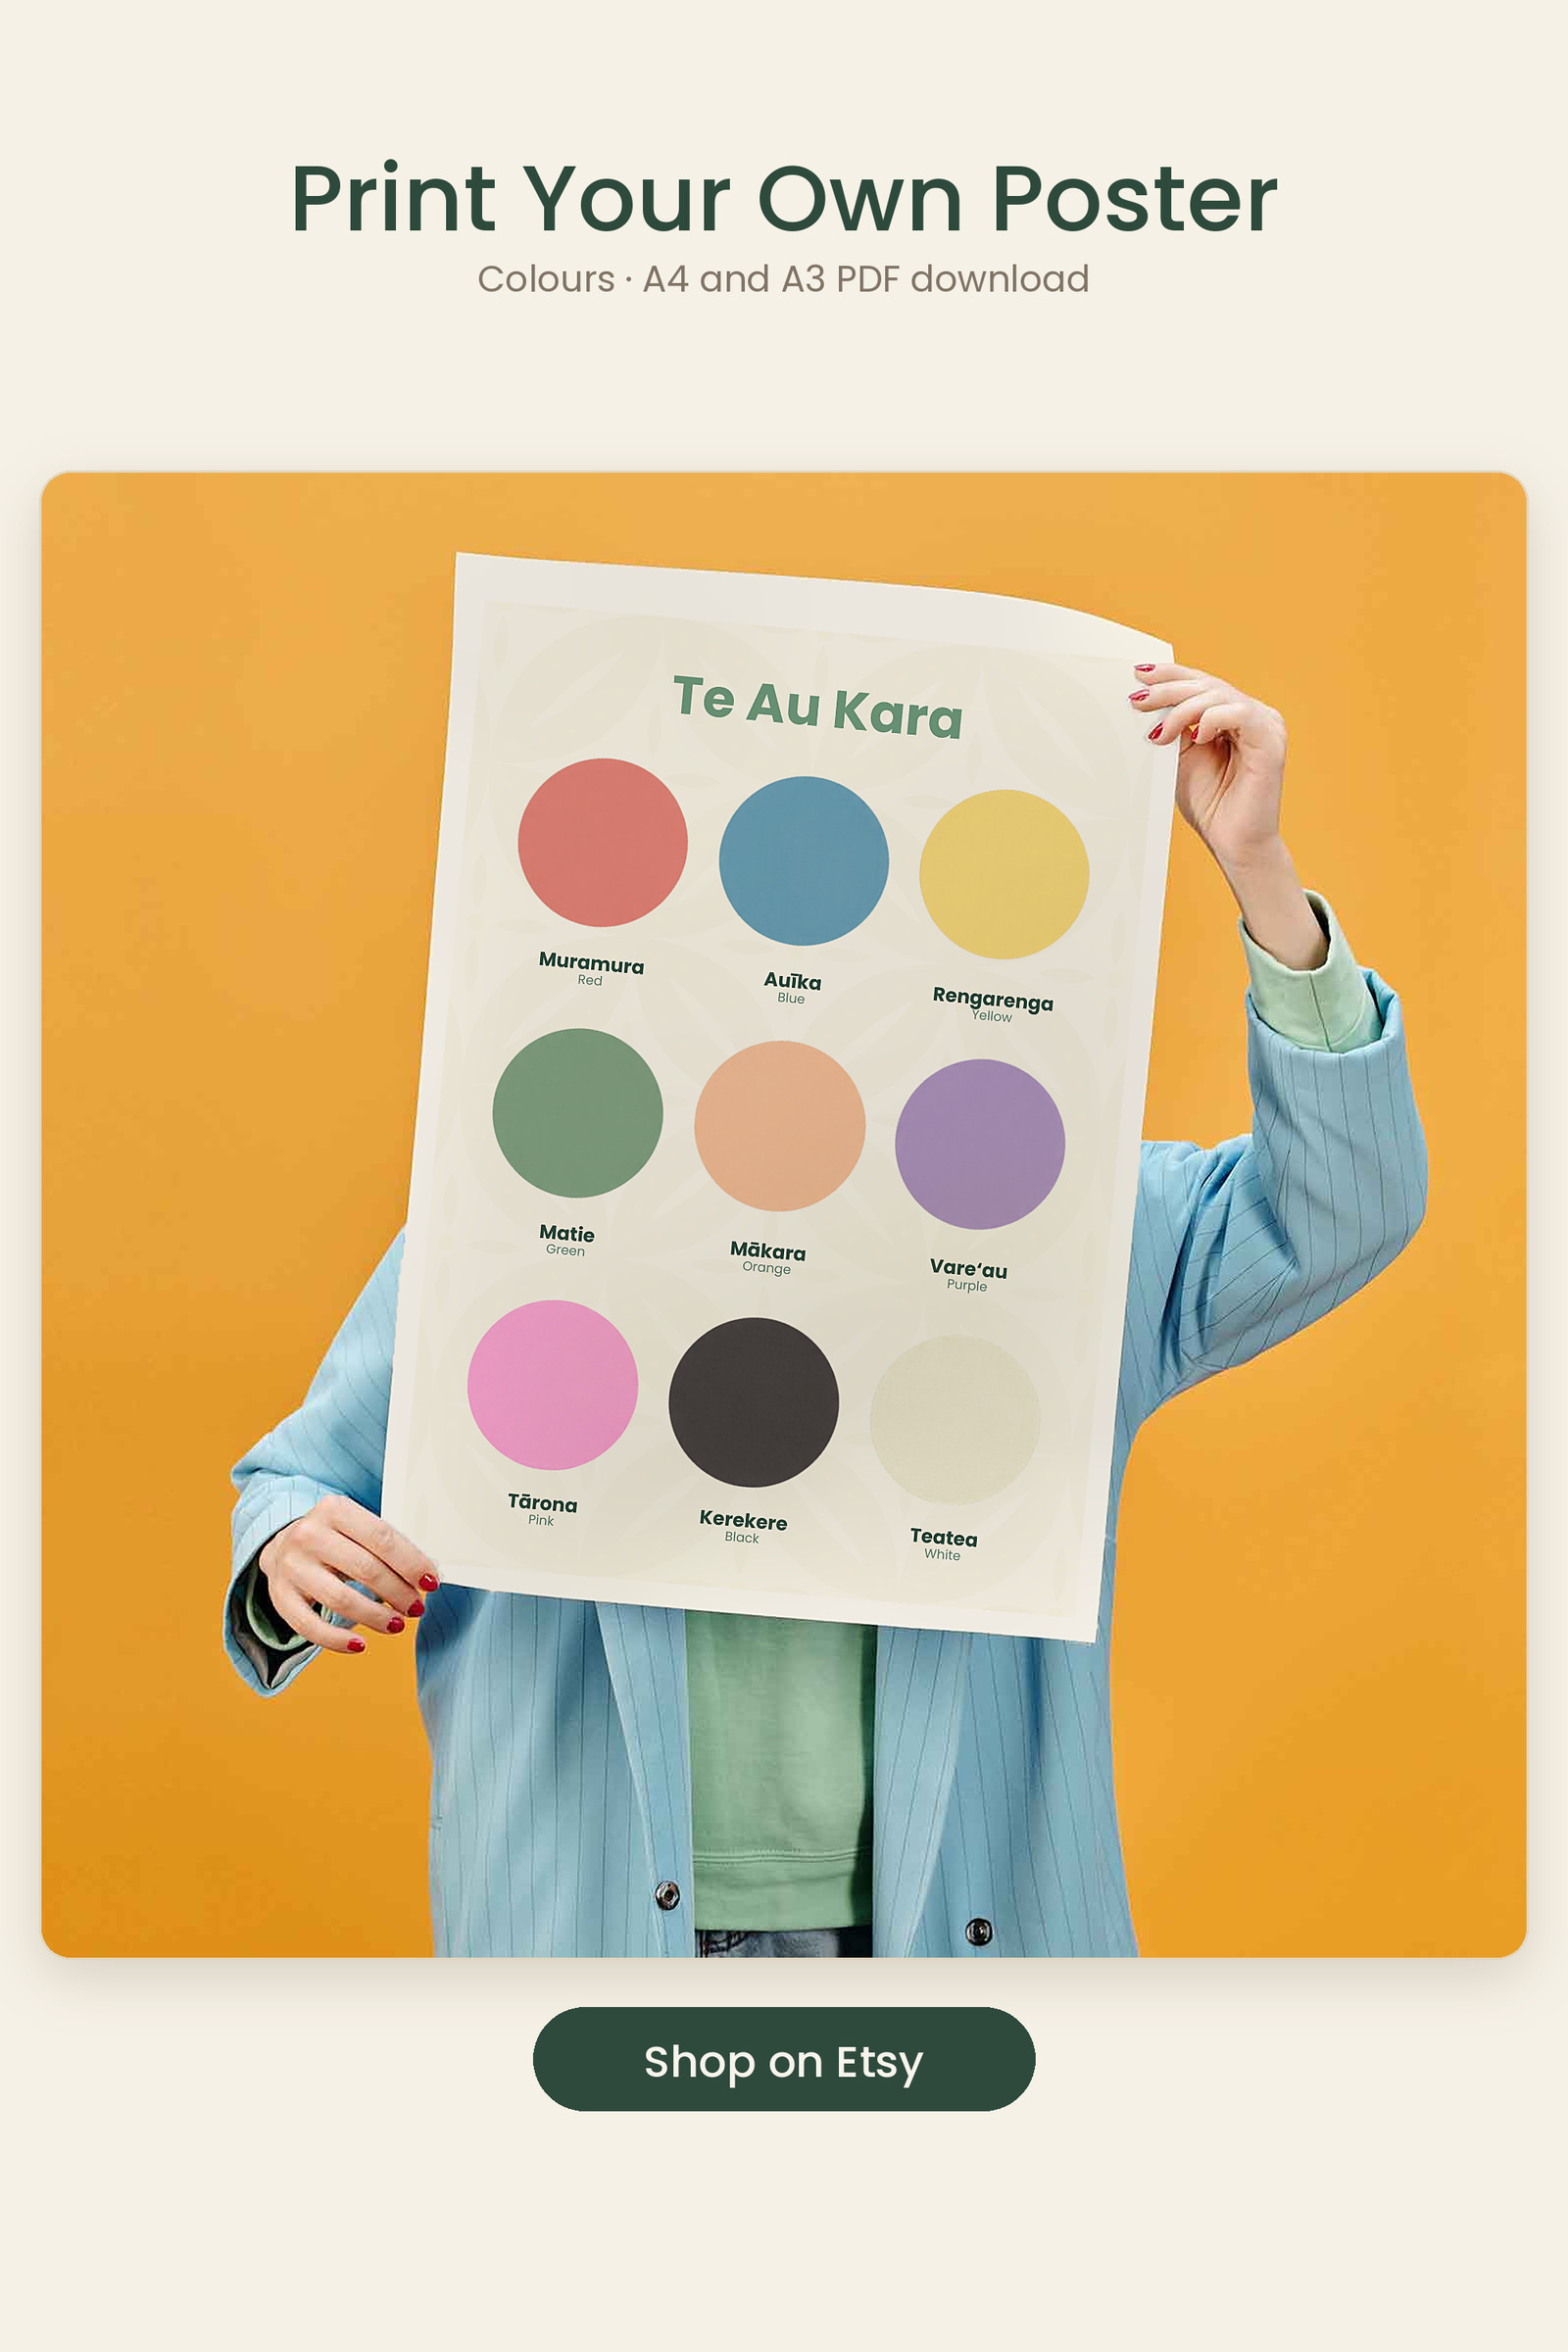 Print Your Own Poster
Colours · A4 and A3 PDF download
Te Au Kara
Muramura
Red
Auīka
Blue
Rengarenga
Yellow
Matie
Green
Mākara
Orange
Vare‘au
Purple
Tārona
Pink
Kerekere
Black
Teatea
White
Shop on Etsy